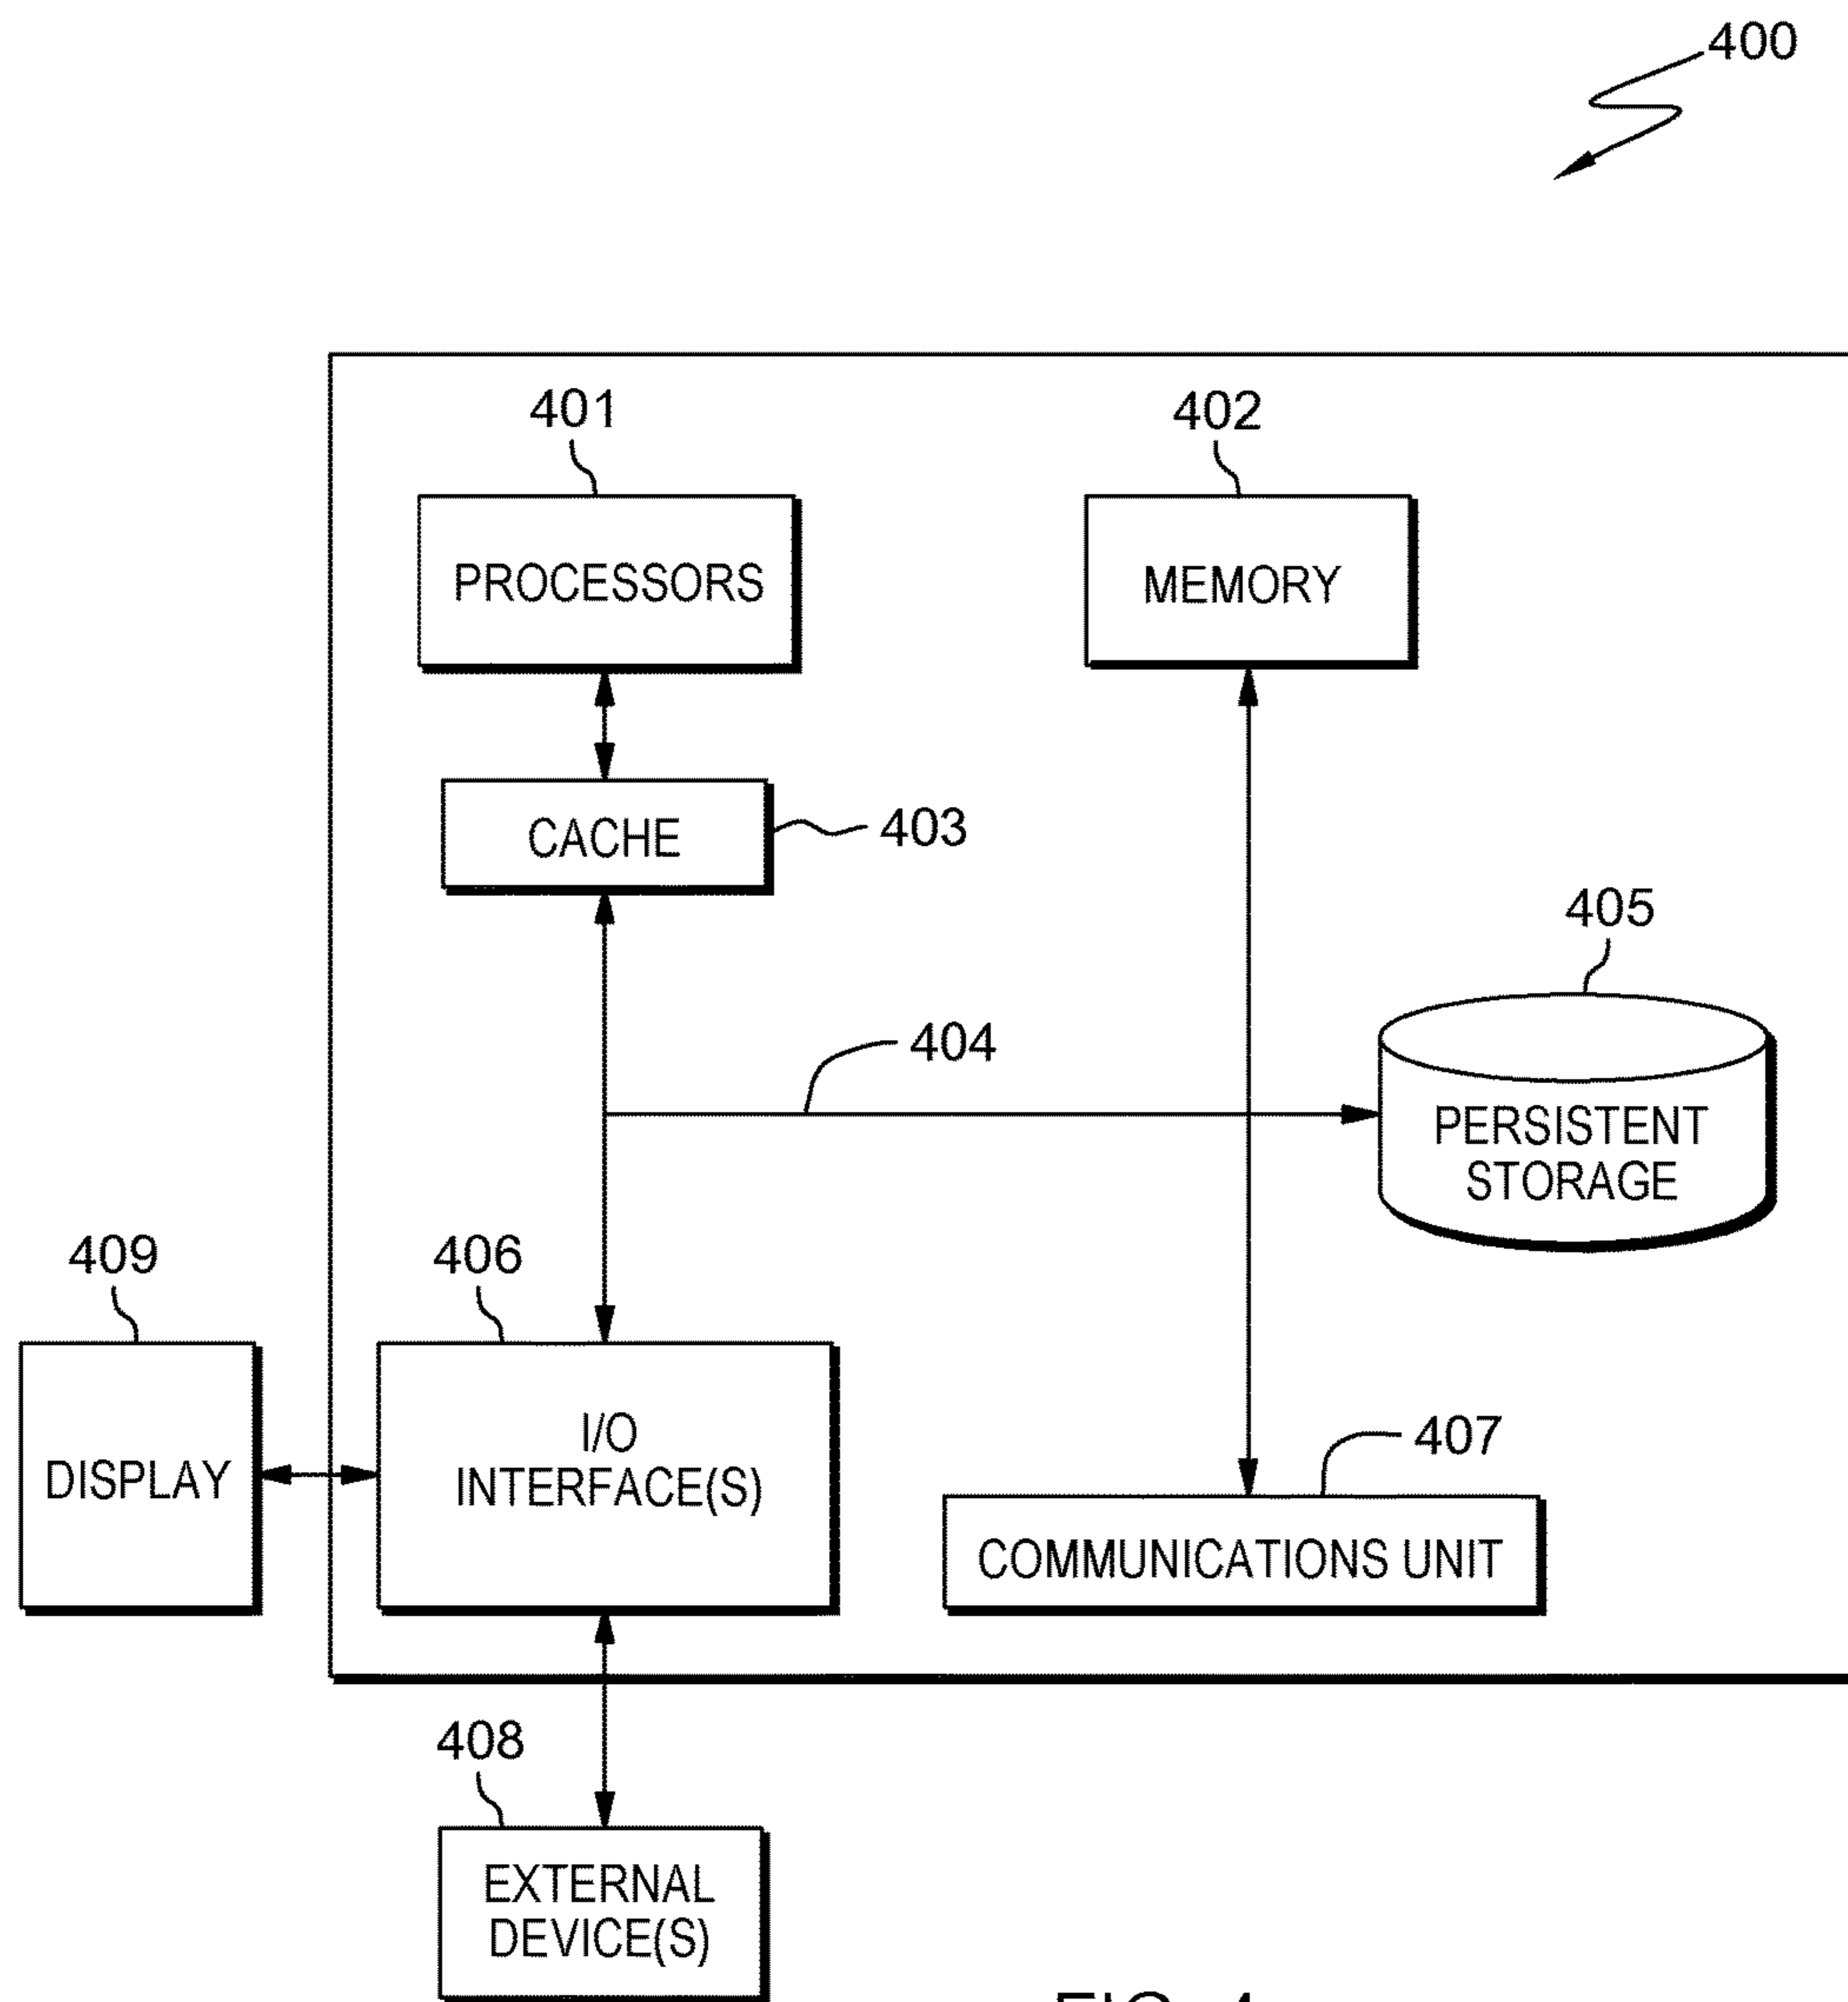 400
401
402
PROCESSORS
MEMORY
CACHE
403
405
404
PERSISTENT
STORAGE
409
406
I/O
INTERFACE(S)
DISPLAY
407
COMMUNICATIONS UNIT
408
EXTERNAL
DEVICE(S)